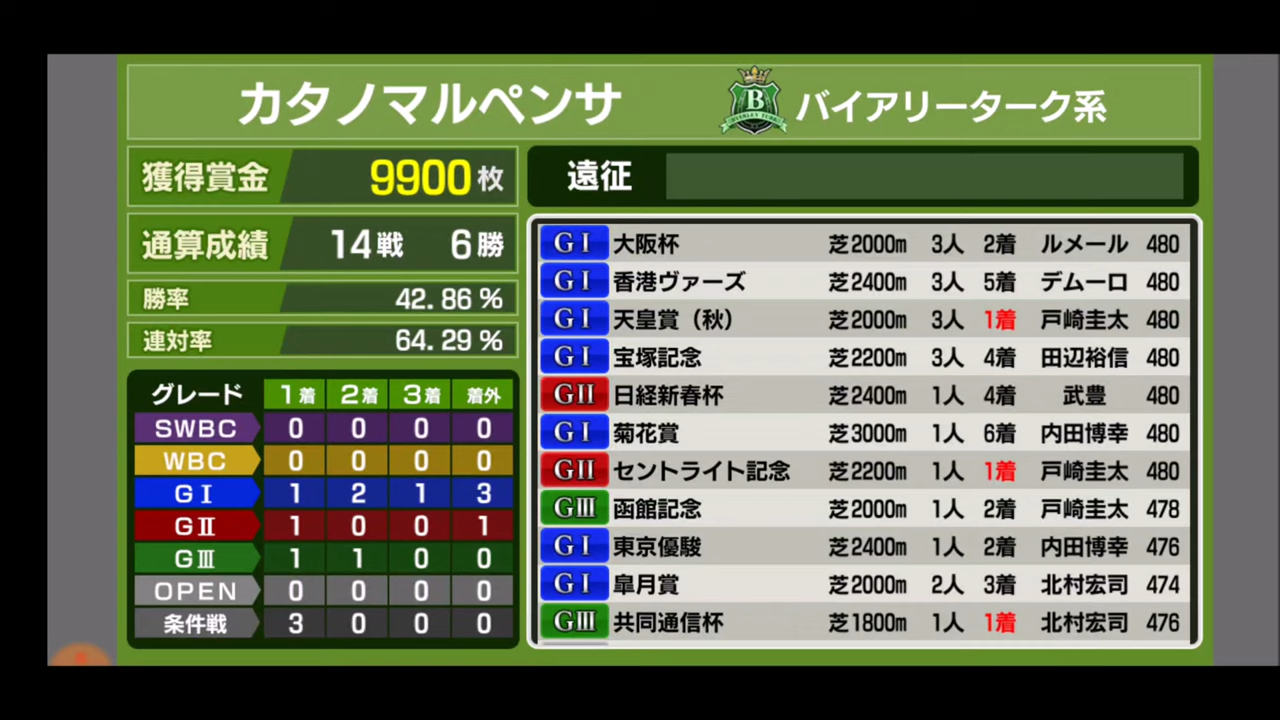 カタノマルペンサ
B
バイアリーターク系
獲得賞金 9900枚
通算成績 14戦 6勝
勝率 42.86%
連対率 64.29%
グレード 1着 2着 3着 着外
SWBC 0 0 0 0
WBC 0 0 0 0
GⅠ 1 2 1 3
GⅡ 1 0 0 1
GⅢ 1 1 0 0
OPEN 0 0 0 0
条件戦 3 0 0 0
遠征
GⅠ 大阪杯 芝2000m 3人 2着 ルメール 480
GⅠ 香港ヴァーズ 芝2400m 3人 5着 デムーロ 480
GⅠ 天皇賞（秋） 芝2000m 3人 1着 戸崎圭太 480
GⅠ 宝塚記念 芝2200m 3人 4着 田辺裕信 480
GⅡ 日経新春杯 芝2400m 1人 4着 武豊 480
GⅠ 菊花賞 芝3000m 1人 6着 内田博幸 480
GⅡ セントライト記念 芝2200m 1人 1着 戸崎圭太 480
GⅢ 函館記念 芝2000m 1人 2着 戸崎圭太 478
GⅠ 東京優駿 芝2400m 1人 2着 内田博幸 476
GⅠ 皐月賞 芝2000m 2人 3着 北村宏司 474
GⅢ 共同通信杯 芝1800m 1人 1着 北村宏司 476